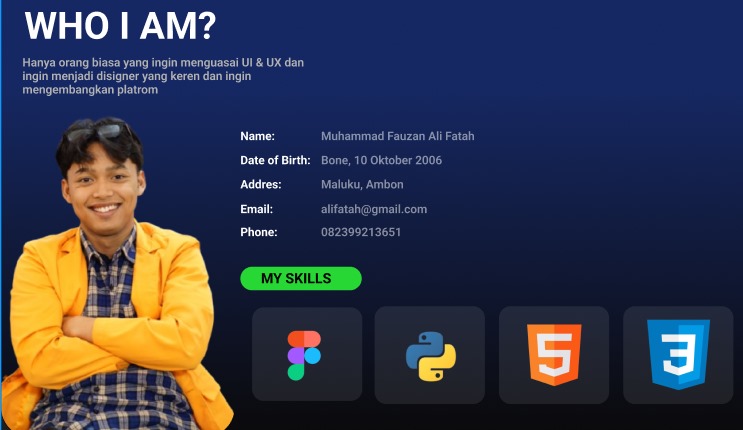 WHO I AM?
Hanya orang biasa yang ingin menguasai UI & UX dan
ingin menjadi disigner yang keren dan ingin
mengembangkan platrom
Name: Muhammad Fauzan Ali Fatah
Date of Birth: Bone, 10 Oktober 2006
Addres: Maluku, Ambon
Email: alifatah@gmail.com
Phone: 082399213651
MY SKILLS
5
3